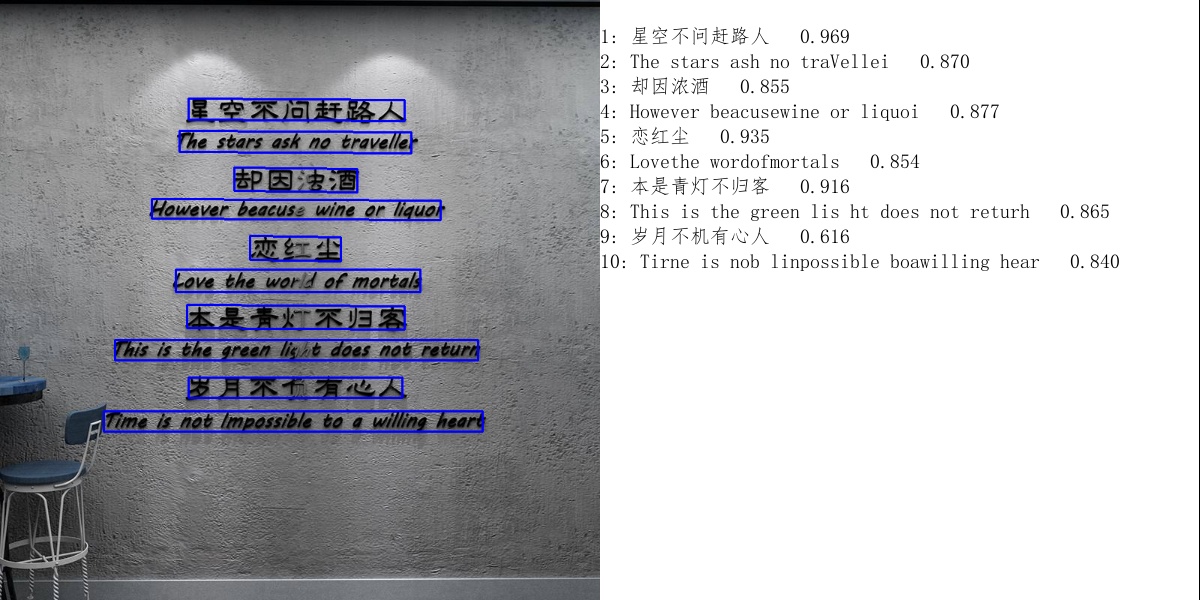 星空不问赶路人
The stars ask no traveller
却因浊酒
However beacuse wine or liquor
恋红尘
Love the world of mortals
本是青灯不归客
This is the green light does not return
岁月不有心人
Time is not Impossible to a willing heart
1: 星空不问赶路人 0.969
2: The stars ash no traVellei 0.870
3: 却因浓酒 0.855
4: However beacusewine or liquoi 0.877
5: 恋红尘 0.935
6: Lovethe wordofmortals 0.854
7: 本是青灯不归客 0.916
8: This is the green lis ht does not returh 0.865
9: 岁月不机有心人 0.616
10: Tirne is nob linpossible boawilling hear 0.840